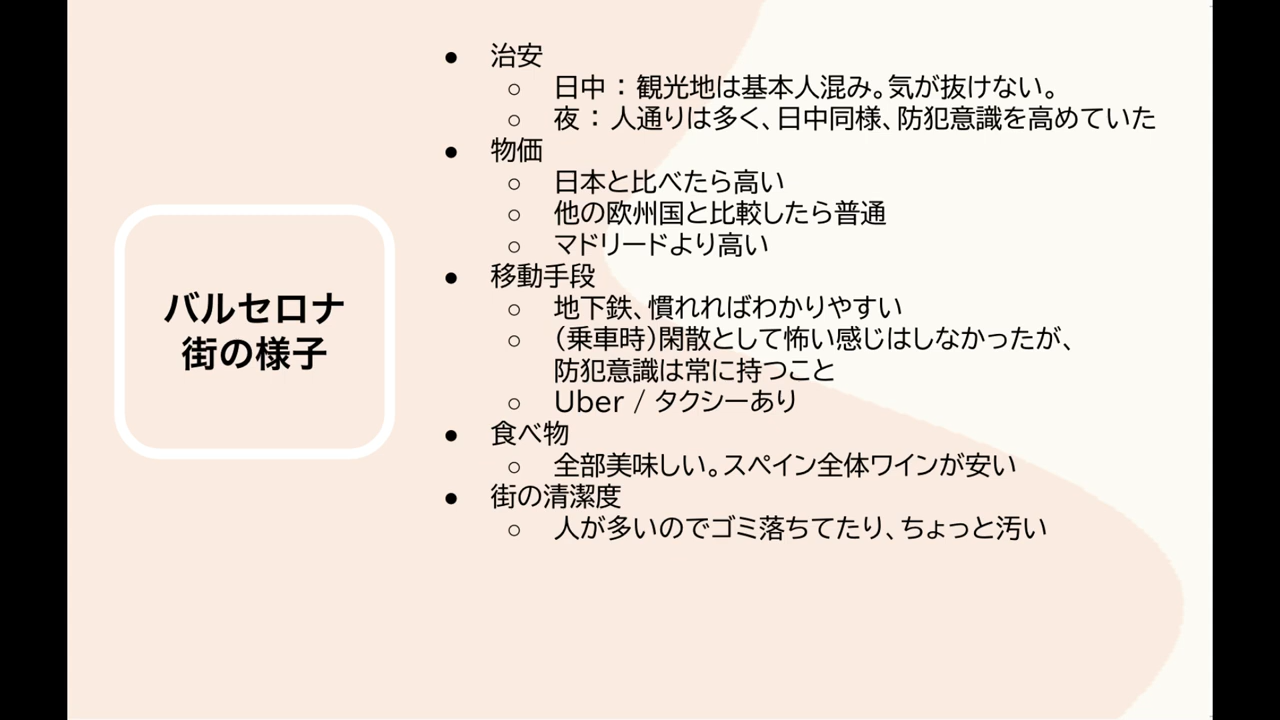 バルセロナ
街の様子
● 治安
○ 日中：観光地は基本人混み。気が抜けない。
○ 夜：人通りは多く、日中同様、防犯意識を高めていた
● 物価
○ 日本と比べたら高い
○ 他の欧州国と比較したら普通
○ マドリードより高い
● 移動手段
○ 地下鉄、慣れればわかりやすい
○ （乗車時）閑散として怖い感じはしなかったが、
防犯意識は常に持つこと
○ Uber / タクシーあり
● 食べ物
○ 全部美味しい。スペイン全体ワインが安い
● 街の清潔度
○ 人が多いのでゴミ落ちてたり、ちょっと汚い